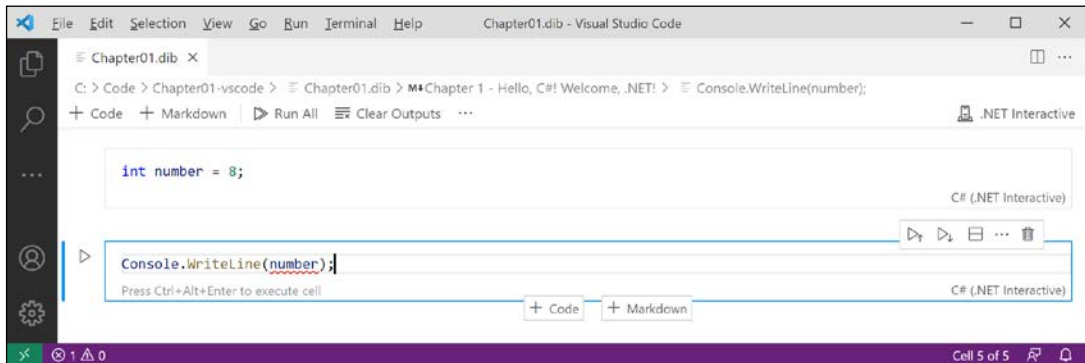 File Edit Selection View Go Run Terminal Help Chapter01.dib - Visual Studio Code
Chapter01.dib
C: > Code > Chapter01-vscode > Chapter01.dib > M↓Chapter 1 - Hello, C#! Welcome, .NET! > Console.WriteLine(number);
+ Code + Markdown Run All Clear Outputs ... .NET Interactive
int number = 8;
C# (.NET Interactive)
Console.WriteLine(number);
Press Ctrl+Alt+Enter to execute cell C# (.NET Interactive)
+ Code + Markdown
1 0 Cell 5 of 5